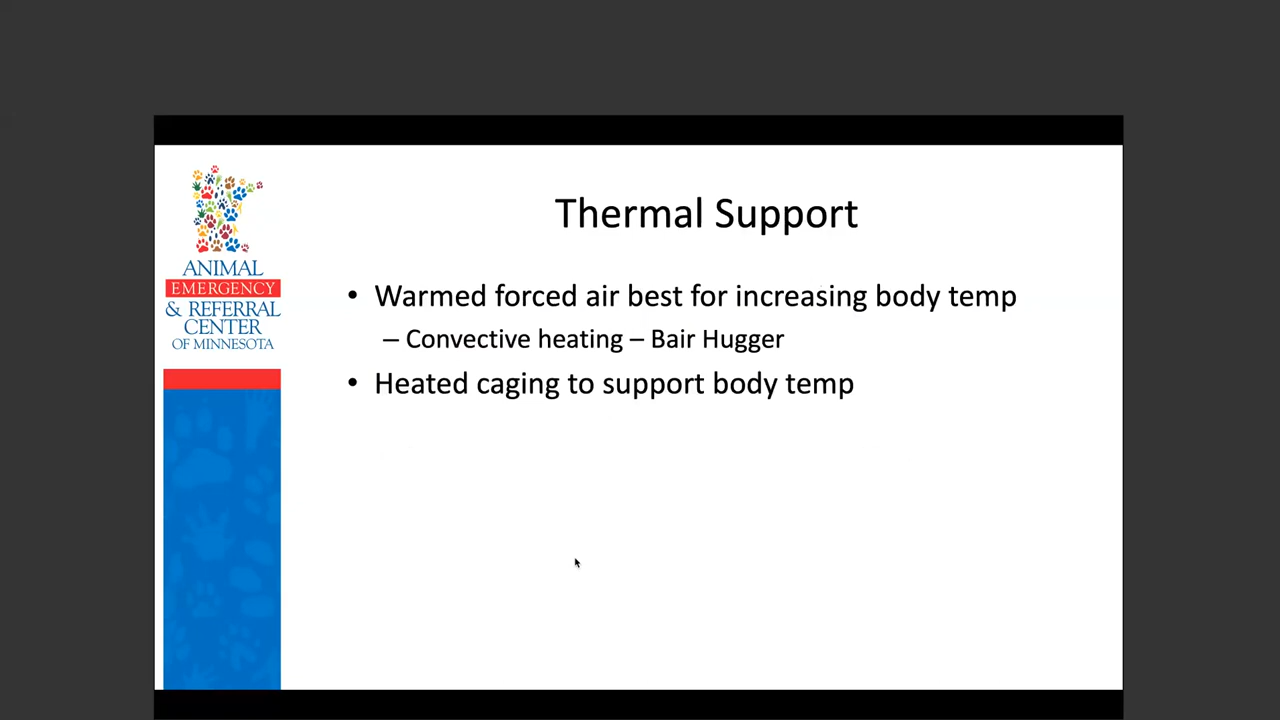 ANIMAL
EMERGENCY
& REFERRAL
CENTER
OF MINNESOTA
Thermal Support
• Warmed forced air best for increasing body temp
– Convective heating – Bair Hugger
• Heated caging to support body temp